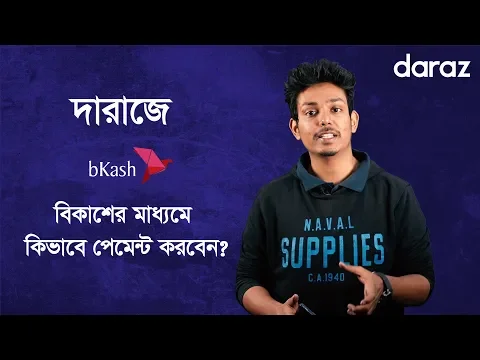 daraz
দারাজে
bKash
বিকাশের মাধ্যমে
কিভাবে পেমেন্ট করবেন?
N.A.V.A.L
SUPPLIES
C.A.1940